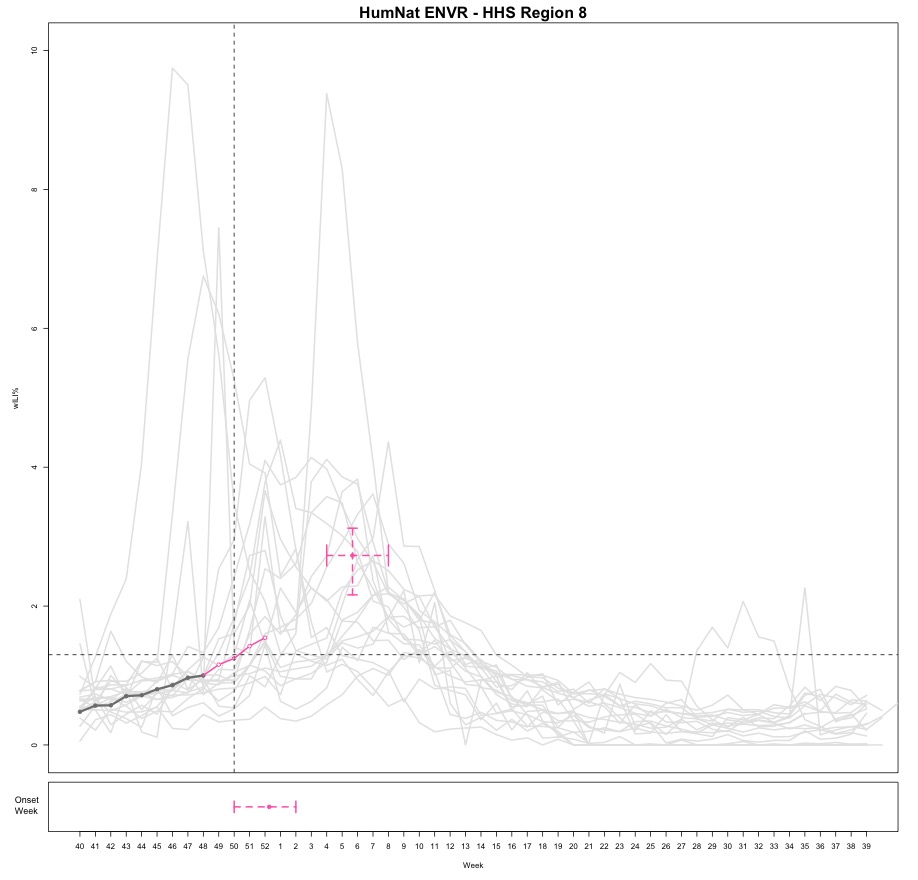 HumNat ENVR - HHS Region 8
10
8
6
4
2
0
wILI%
Onset
Week
40 41 42 43 44 45 46 47 48 49 50 51 52 1 2 3 4 5 6 7 8 9 10 11 12 13 14 15 16 17 18 19 20 21 22 23 24 25 26 27 28 29 30 31 32 33 34 35 36 37 38 39
Week